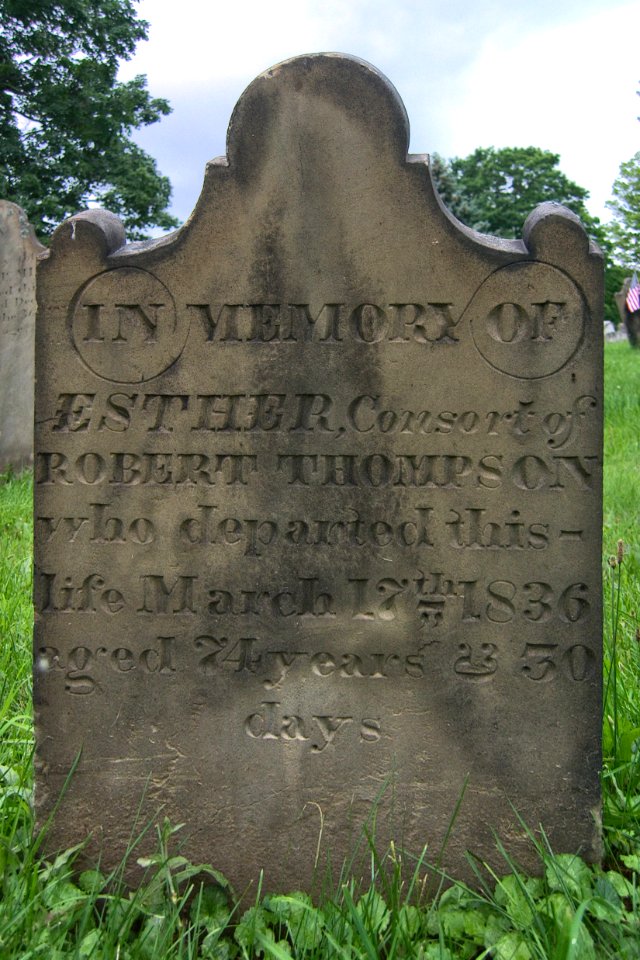 IN MEMORY OF
ESTHER, Consort of
ROBERT THOMPSON
who departed this-
life March 17th 1836
aged 74 years & 30
days